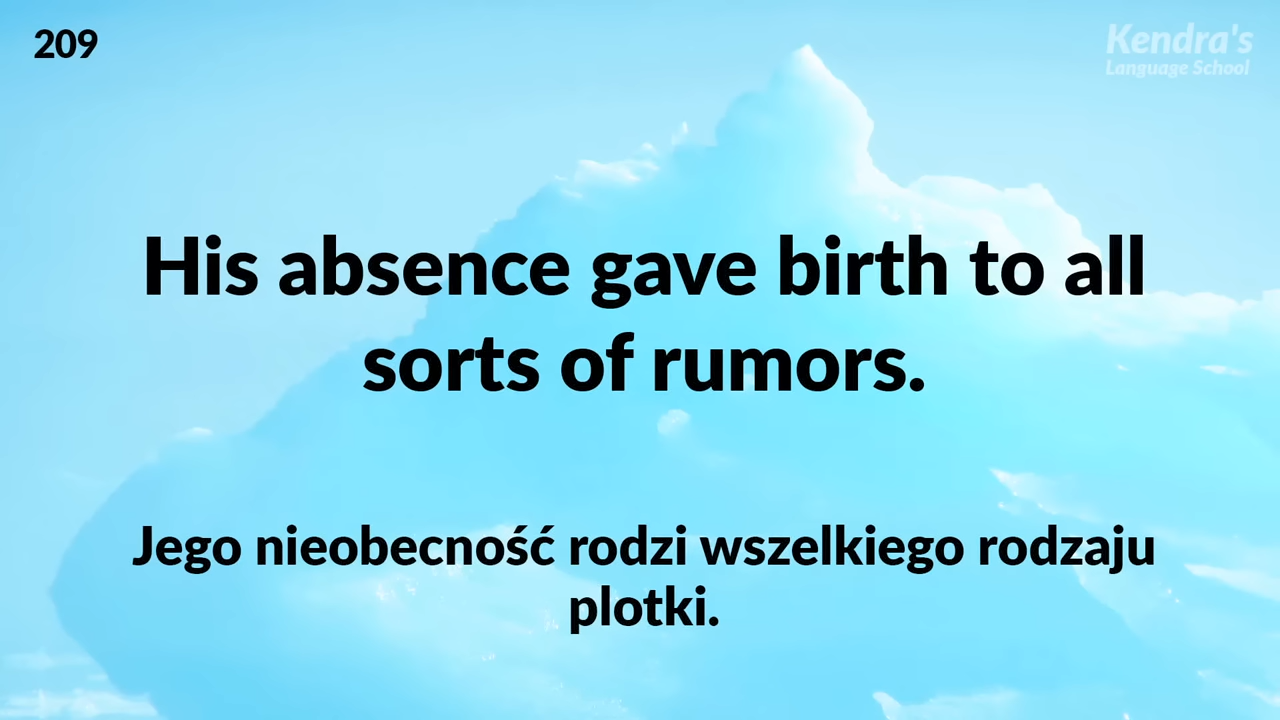 209
Kendra's
Language School
His absence gave birth to all
sorts of rumors.
Jego nieobecność rodzi wszelkiego rodzaju
plotki.